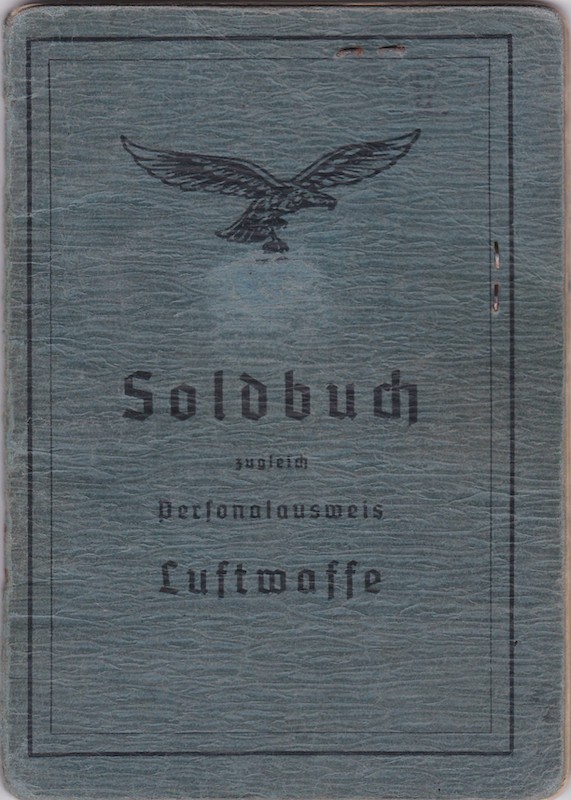 Soldbuch
zugleich
Personalausweis
Luftwaffe